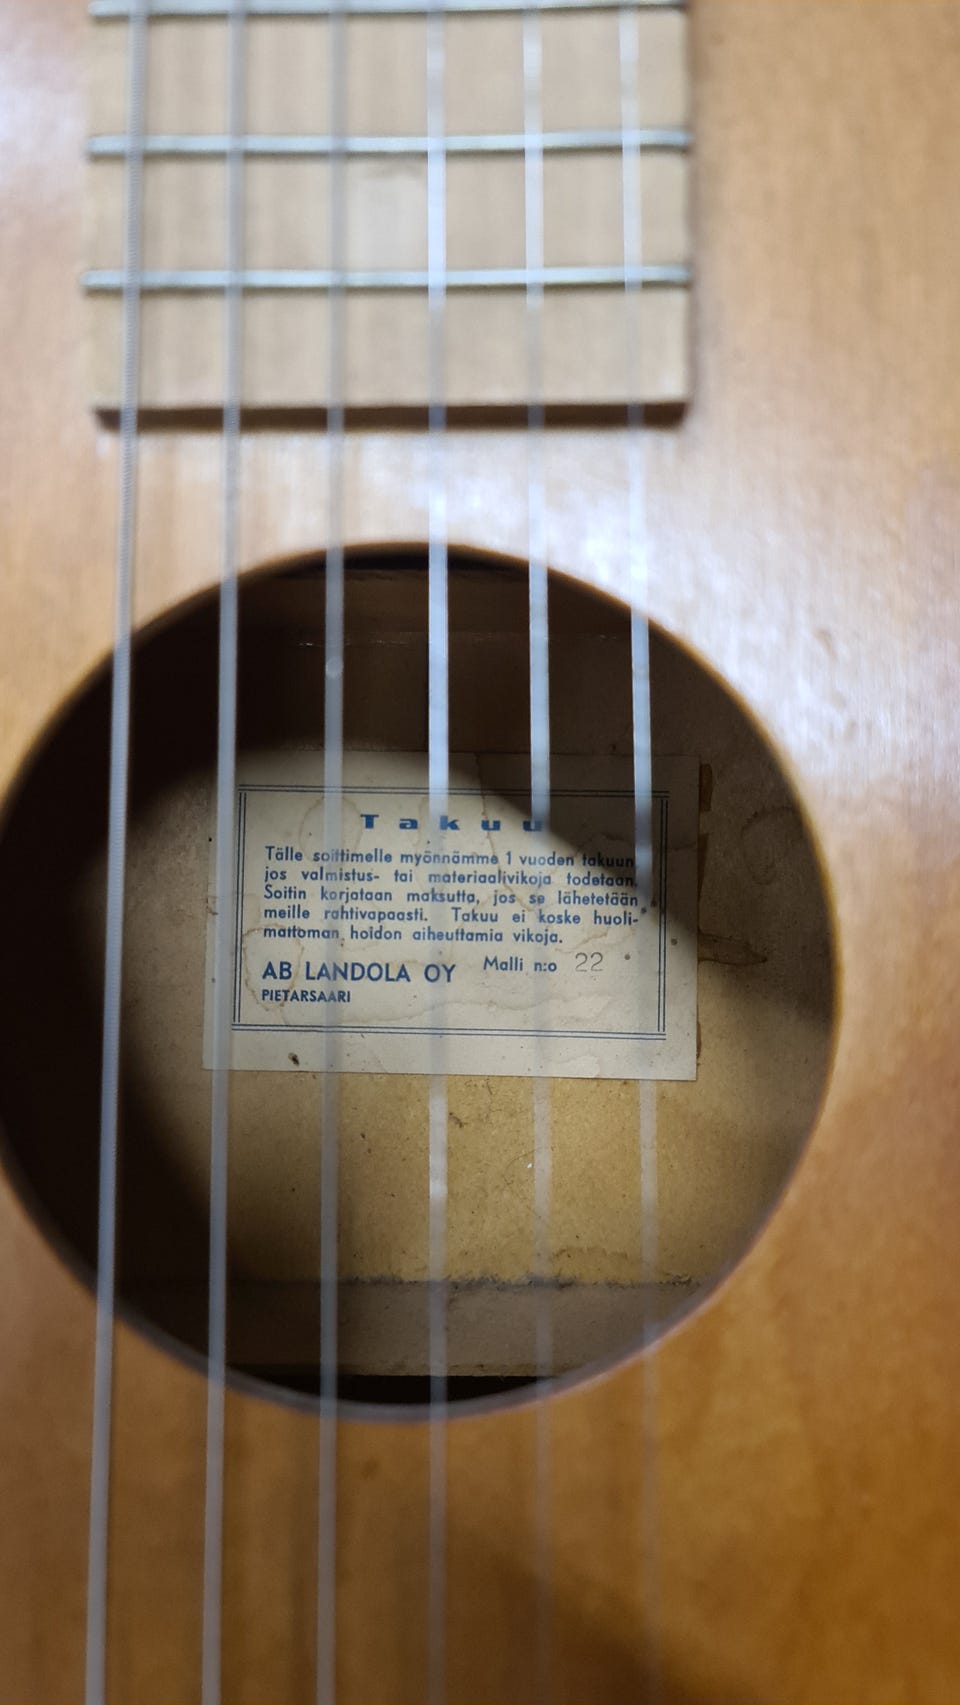 Takuu
Tälle soittimelle myönnämme 1 vuoden takuun,
jos valmistus- tai materiaalivikoja todetaan.
Soitin korjataan maksutta, jos se lähetetään
meille rahtivapaasti. Takuu ei koske huoli-
mattoman hoidon aiheuttamia vikoja.
AB LANDOLA OY Malli n:o 22
PIETARSAARI